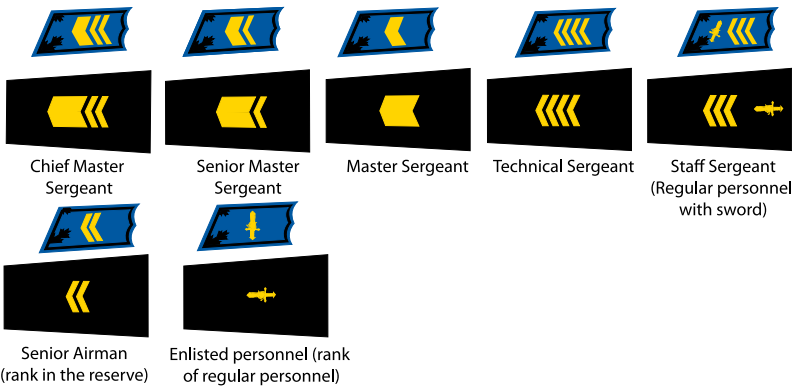 Chief Master
Sergeant
Senior Master
Sergeant
Master Sergeant
Technical Sergeant
Staff Sergeant
(Regular personnel
with sword)
Senior Airman
(rank in the reserve)
Enlisted personnel (rank
of regular personnel)